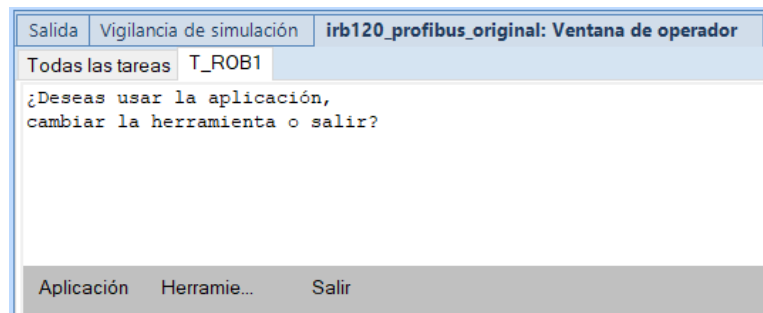 Salida Vigilancia de simulación irb120_profibus_original: Ventana de operador
Todas las tareas T_ROB1
¿Deseas usar la aplicación,
cambiar la herramienta o salir?
Aplicación Herramie... Salir